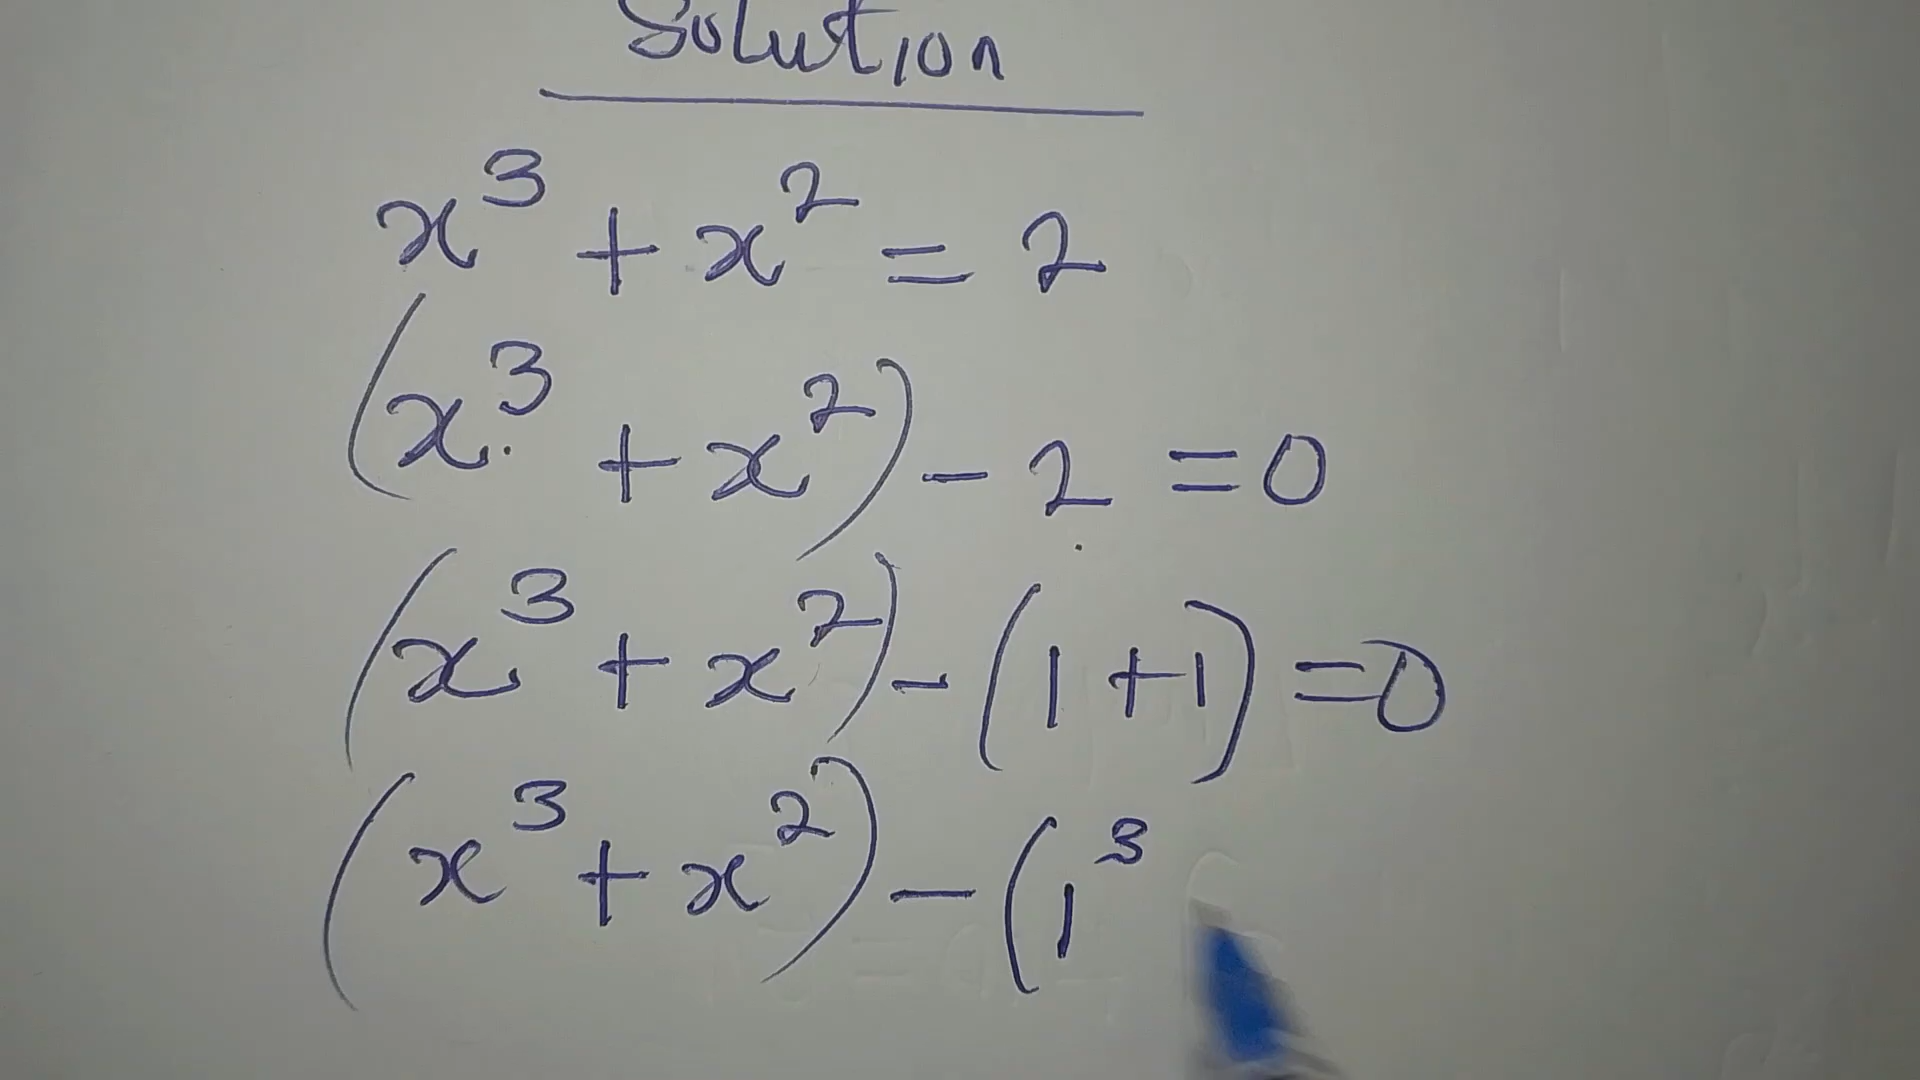 Solution
x³ + x² = 2
(x³ + x²) - 2 = 0
(x³ + x²) - (1 + 1) = 0
(x³ + x²) - (1³